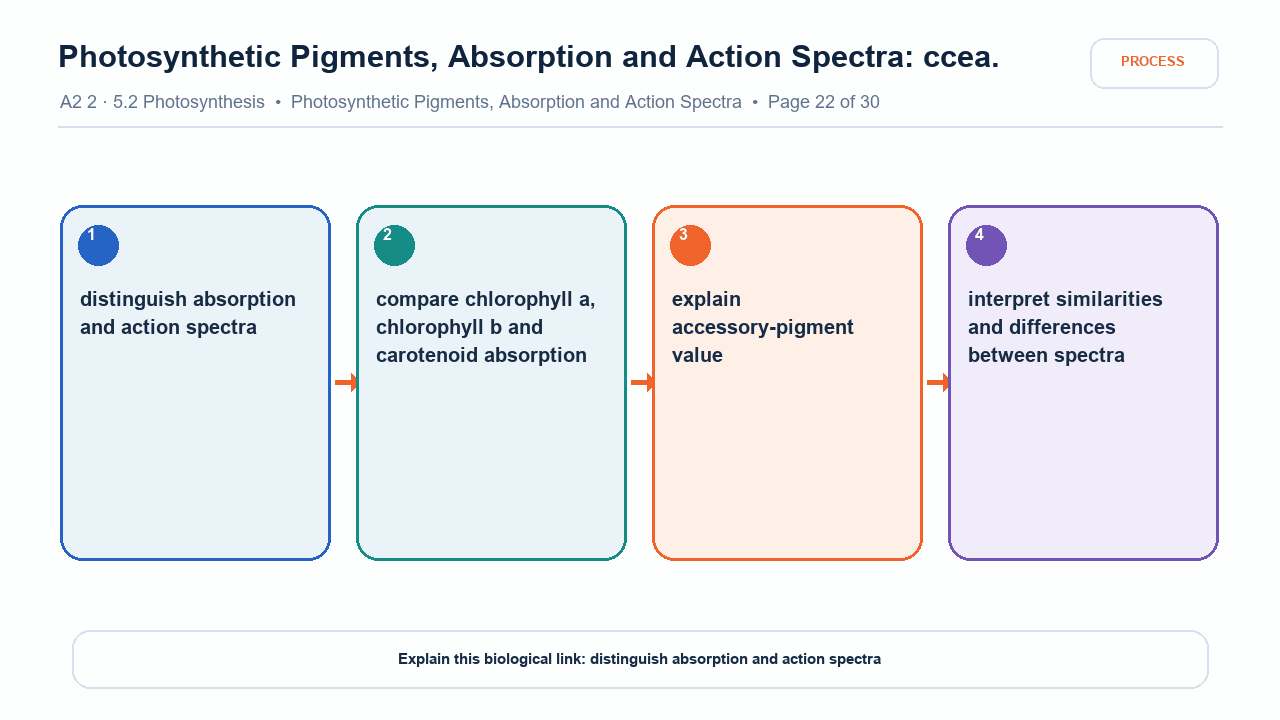 Photosynthetic Pigments, Absorption and Action Spectra: ccea.
PROCESS
A2 2 · 5.2 Photosynthesis • Photosynthetic Pigments, Absorption and Action Spectra • Page 22 of 30
1
distinguish absorption
and action spectra
2
compare chlorophyll a,
chlorophyll b and
carotenoid absorption
3
explain
accessory-pigment
value
4
interpret similarities
and differences
between spectra
Explain this biological link: distinguish absorption and action spectra